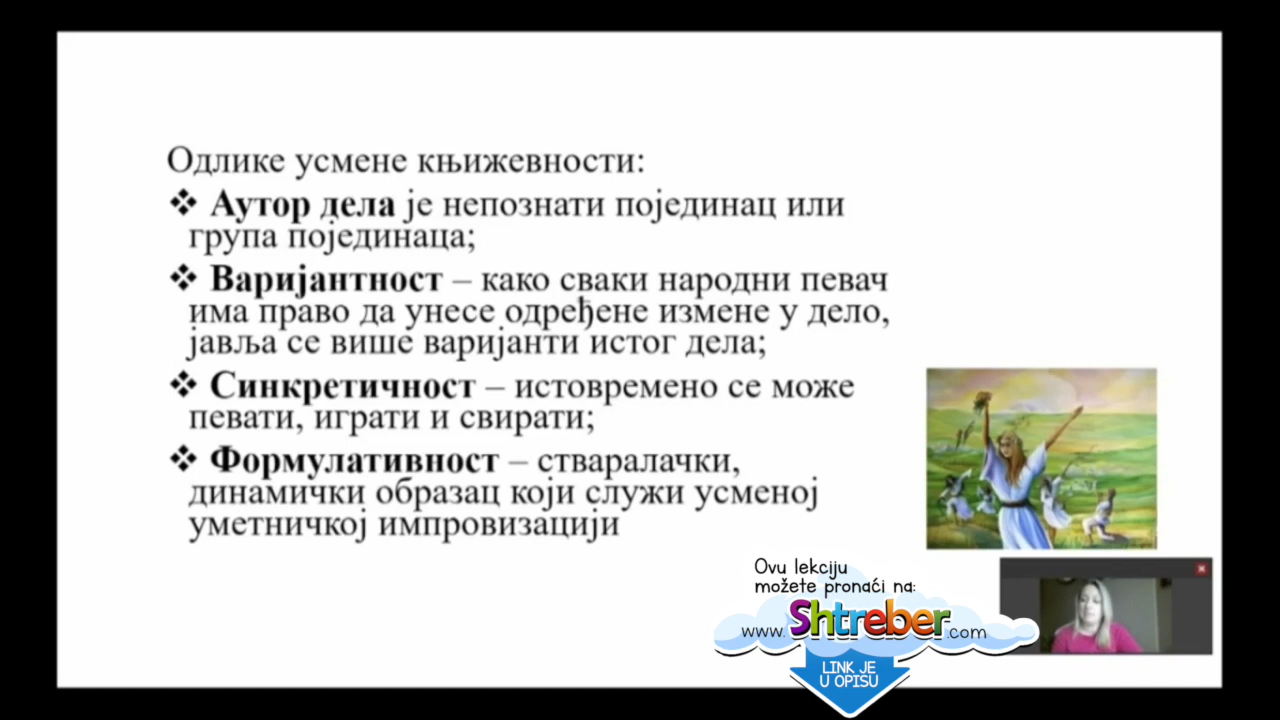 Одлике усмене књижевности:
❖ Аутор дела је непознати појединац или
група појединаца;
❖ Варијантност – како сваки народни певач
има право да унесе одређене измене у дело,
јавља се више варијанти истог дела;
❖ Синкретичност – истовремено се може
певати, играти и свирати;
❖ Формулативност – стваралачки,
динамички образац који служи усменој
уметничкој импровизацији
Ovu lekciju
možete pronaći na:
www.Shtreber.com
LINK JE
U OPISU